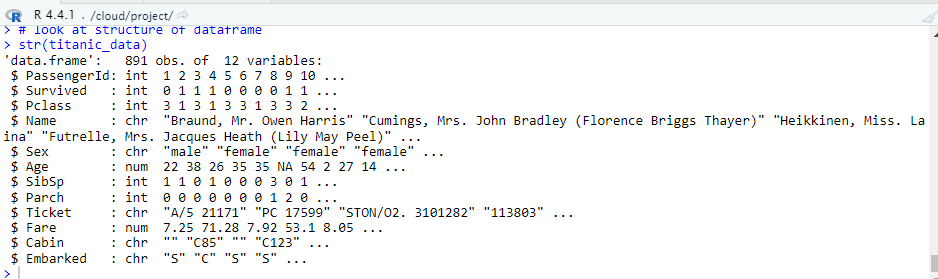 R 4.4.1 . /cloud/project/
> # look at structure of dataframe
> str(titanic_data)
'data.frame':   891 obs. of  12 variables:
 $ PassengerId: int  1 2 3 4 5 6 7 8 9 10 ...
 $ Survived   : int  0 1 1 1 0 0 0 0 1 1 ...
 $ Pclass     : int  3 1 3 1 3 3 1 3 3 2 ...
 $ Name       : chr  "Braund, Mr. Owen Harris" "Cumings, Mrs. John Bradley (Florence Briggs Thayer)" "Heikkinen, Miss. La
ina" "Futrelle, Mrs. Jacques Heath (Lily May Peel)" ...
 $ Sex        : chr  "male" "female" "female" "female" ...
 $ Age        : num  22 38 26 35 35 NA 54 2 27 14 ...
 $ SibSp      : int  1 1 0 1 0 0 0 3 0 1 ...
 $ Parch      : int  0 0 0 0 0 0 0 1 2 0 ...
 $ Ticket     : chr  "A/5 21171" "PC 17599" "STON/O2. 3101282" "113803" ...
 $ Fare       : num  7.25 71.28 7.92 53.1 8.05 ...
 $ Cabin      : chr  "" "C85" "" "C123" ...
 $ Embarked   : chr  "S" "C" "S" "S" ...
>